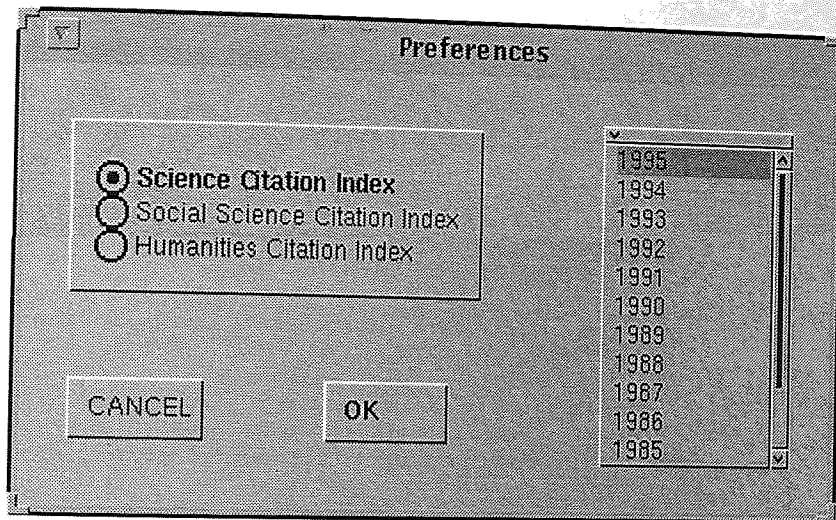 Preferences
Science Citation Index
Social Science Citation Index
Humanities Citation Index
CANCEL
OK
1995
1994
1993
1992
1991
1990
1989
1988
1987
1986
1985